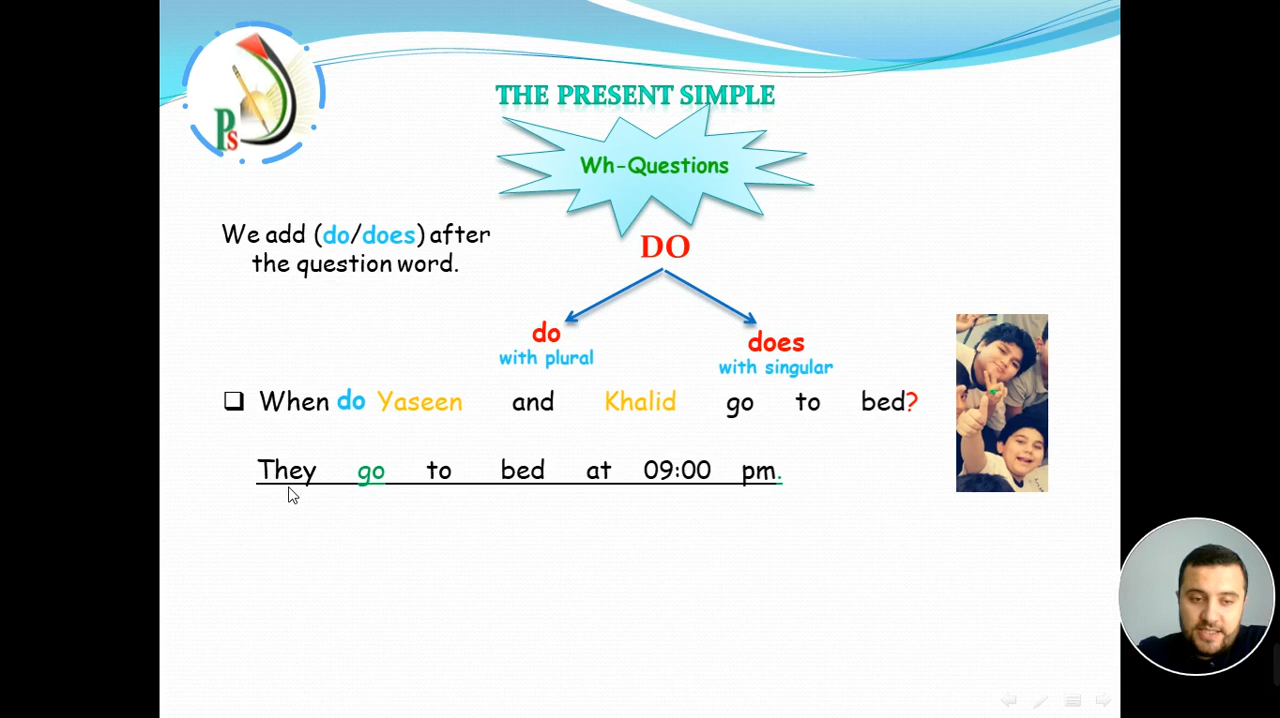 Ps
THE PRESENT SIMPLE
Wh-Questions
We add (do/does) after
the question word.
DO
do
with plural
does
with singular
When do Yaseen and Khalid go to bed?
They go to bed at 09:00 pm.